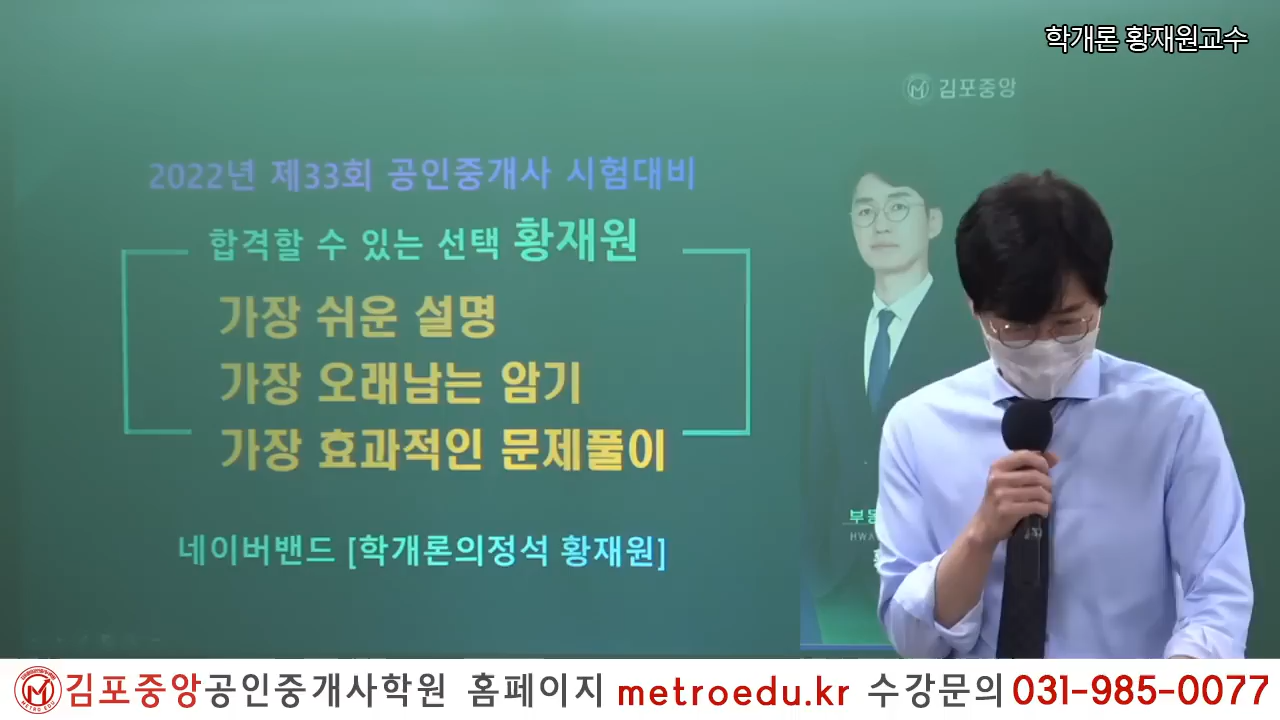 학개론 황재원교수
김포중앙
2022년 제33회 공인중개사 시험대비
합격할 수 있는 선택 황재원
가장 쉬운 설명
가장 오래남는 암기
가장 효과적인 문제풀이
네이버밴드 [학개론의정석 황재원]
HWA
METRO EDU
김포중앙공인중개사학원 홈페이지 metroedu.kr 수강문의 031-985-0077